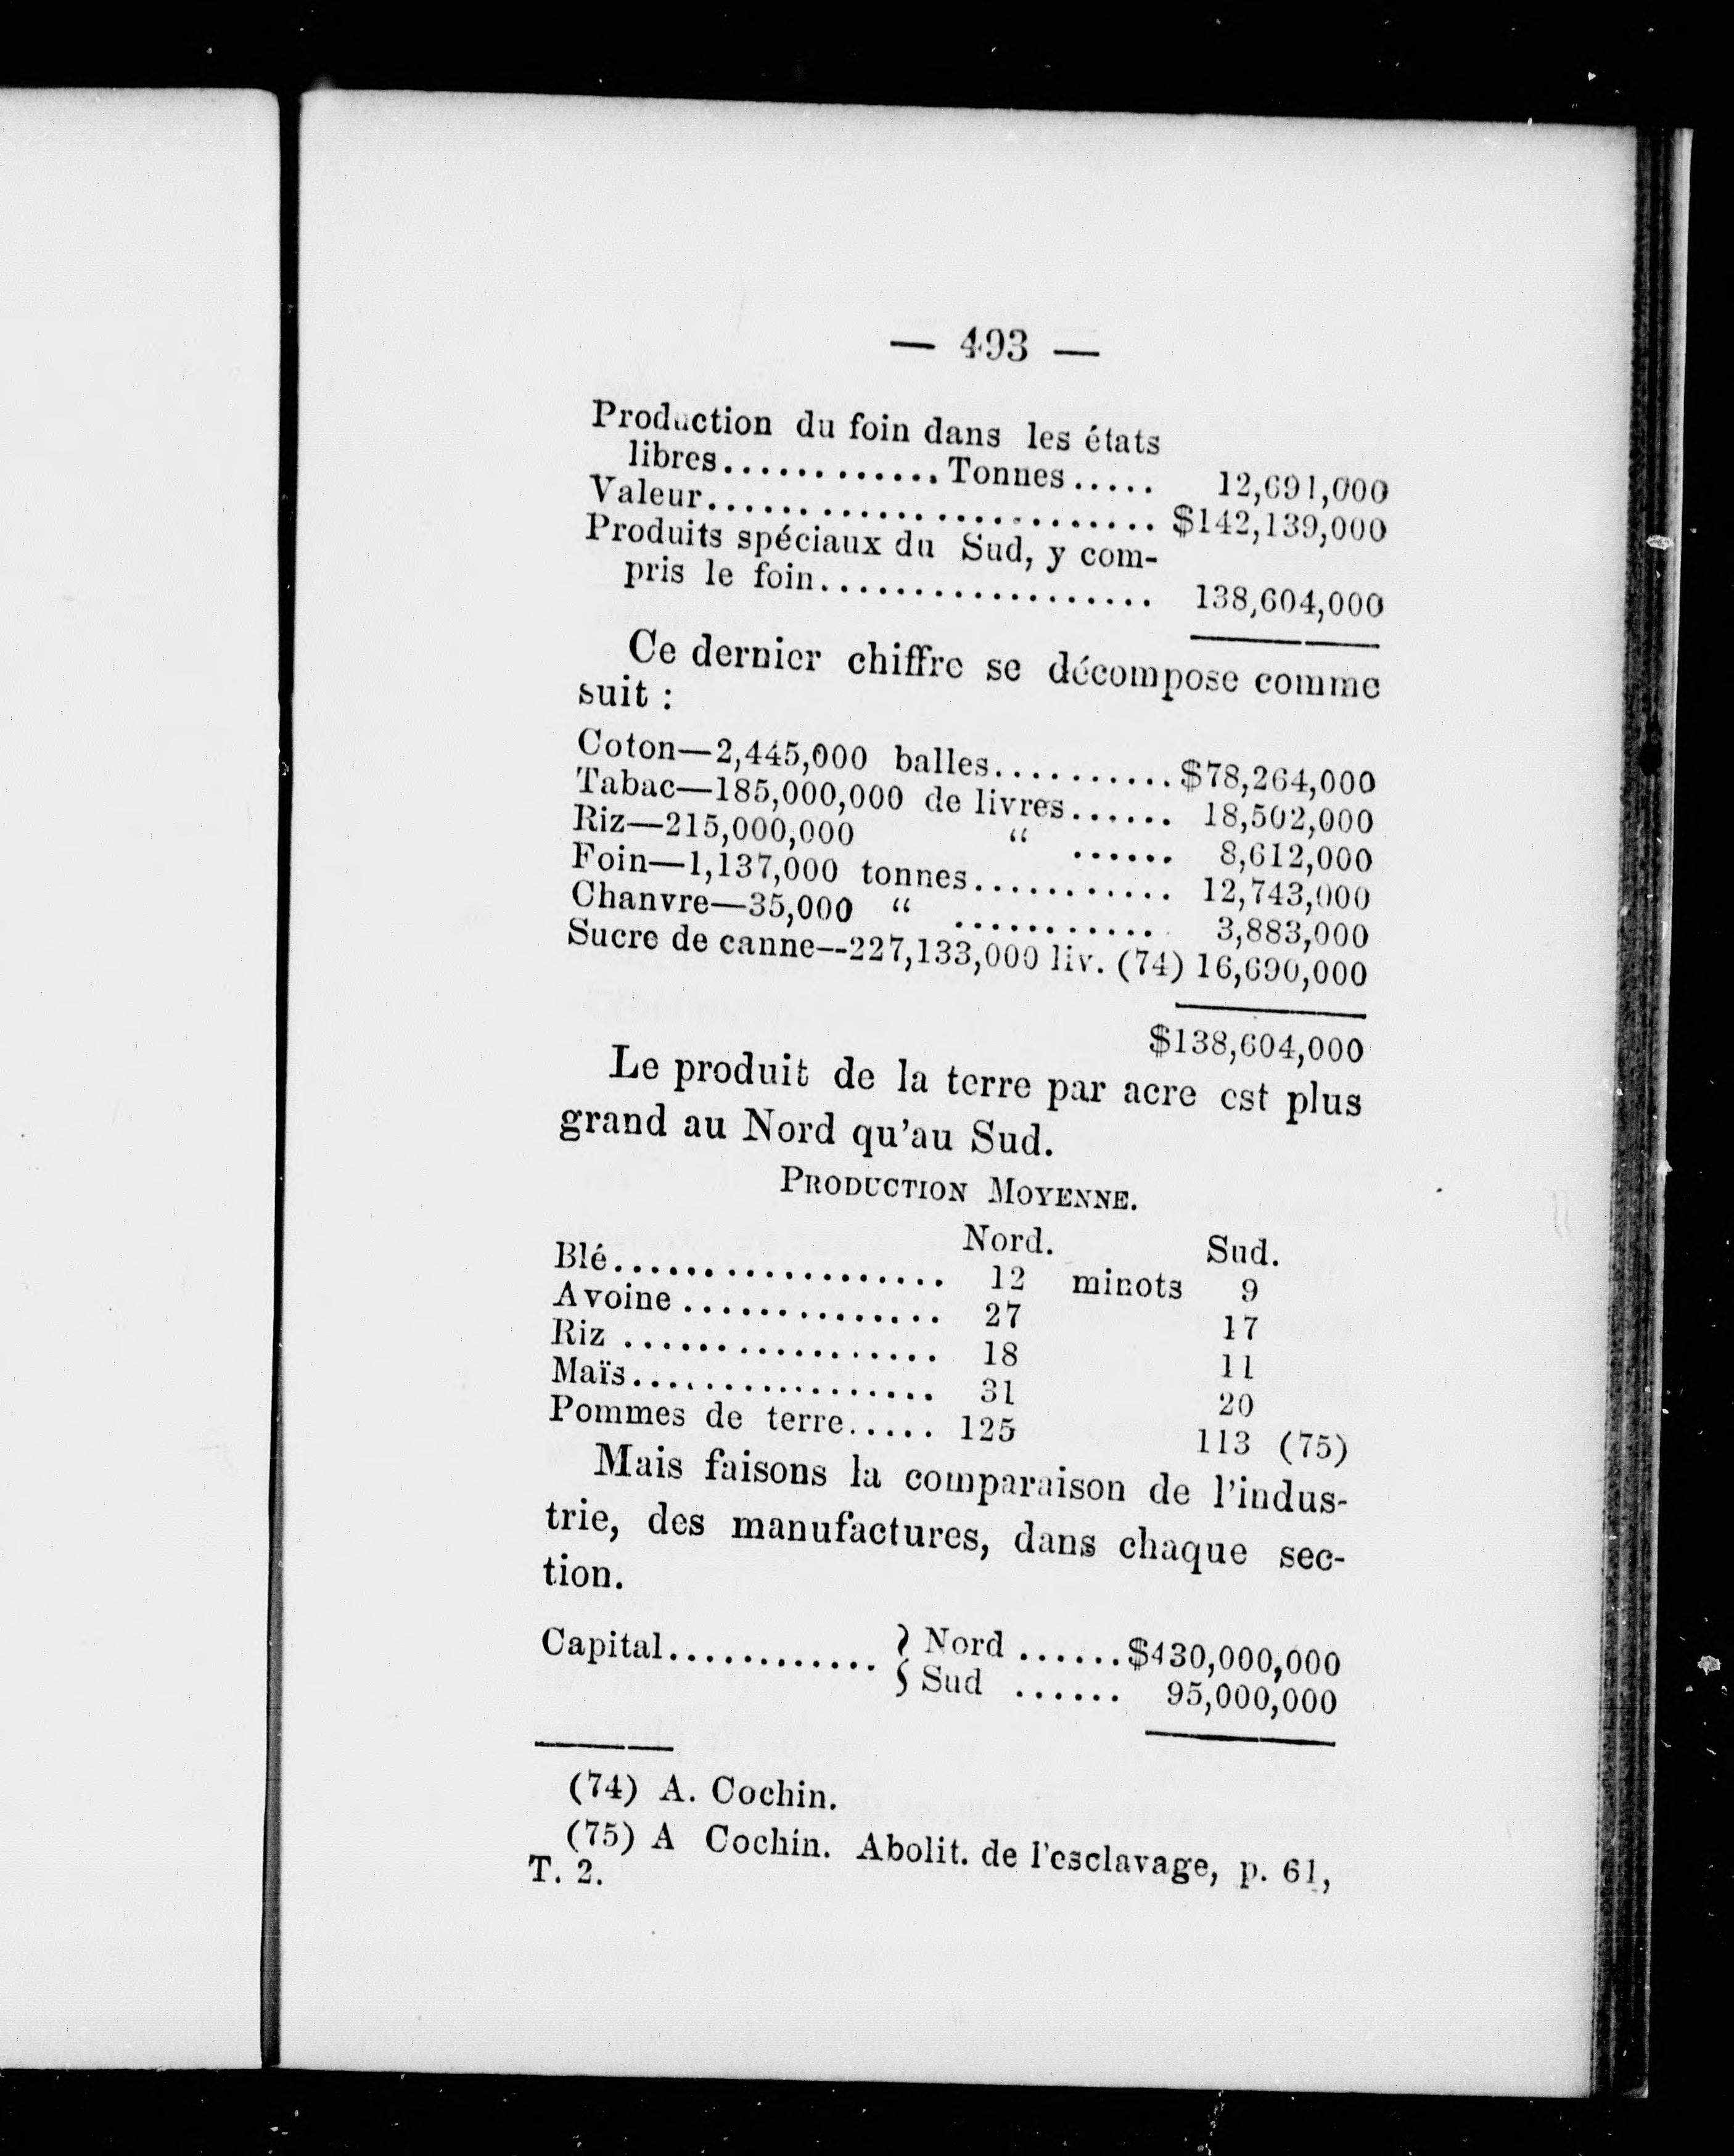 — 493 —
Production du foin dans les états
libres............Tonnes..... 12,691,000
Valeur......................... $142,139,000
Produits spéciaux du Sud, y com-
pris le foin.................. 138,604,000
Ce dernier chiffre se décompose comme
suit :
Coton—2,445,000 balles..........$78,264,000
Tabac—185,000,000 de livres...... 18,502,000
Riz—215,000,000 “ ...... 8,612,000
Foin—1,137,000 tonnes........... 12,743,000
Chanvre—35,000 “ ........... 3,883,000
Sucre de canne—227,133,000 liv. (74) 16,690,000
$138,604,000
Le produit de la terre par acre est plus
grand au Nord qu’au Sud.
PRODUCTION MOYENNE.
Nord. Sud.
Blé................... 12 minots 9
Avoine .............. 27 17
Riz ................. 18 11
Maïs................. 31 20
Pommes de terre..... 125 113 (75)
Mais faisons la comparaison de l’indus-
trie, des manufactures, dans chaque sec-
tion.
Capital............ } Nord ......$430,000,000
Sud ...... 95,000,000
(74) A. Cochin.
(75) A Cochin. Abolit. de l’esclavage, p. 61,
T. 2.